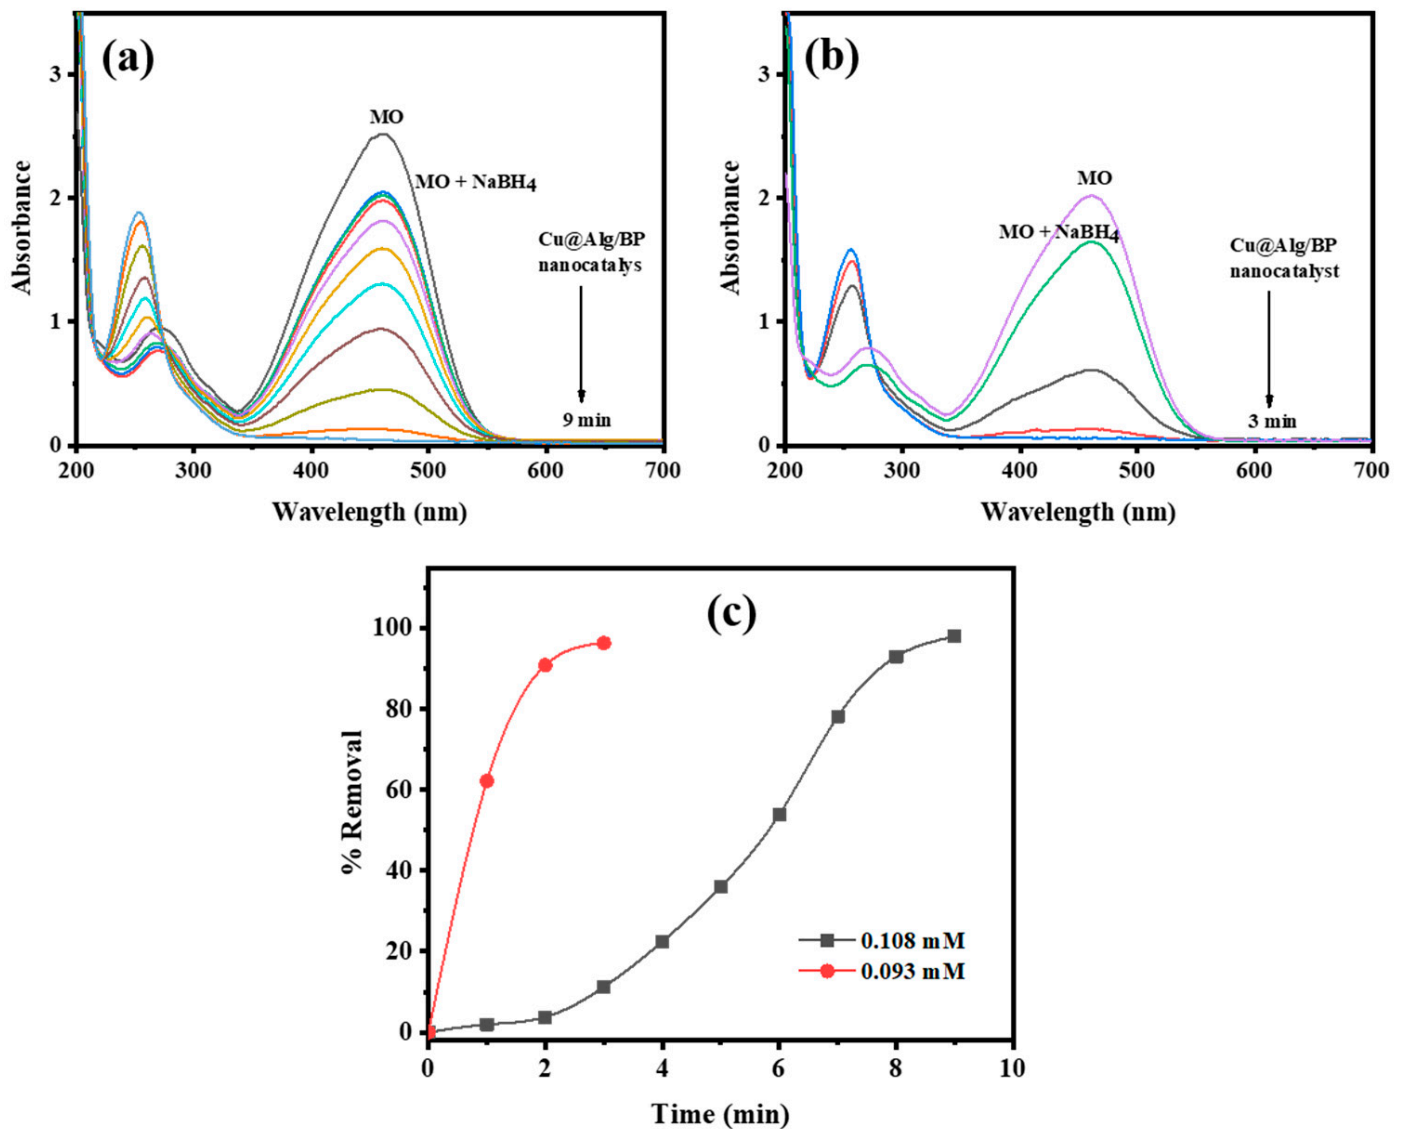 (a)
MO
MO + NaBH4
Cu@Alg/BP
nanocatalys
9 min
Absorbance
3
2
1
0
200 300 400 500 600 700
Wavelength (nm)
(b)
MO
MO + NaBH4
Cu@Alg/BP
nanocatalyst
3 min
Absorbance
3
2
1
0
200 300 400 500 600 700
Wavelength (nm)
(c)
% Removal
100
80
60
40
20
0
0.108 mM
0.093 mM
0 2 4 6 8 10
Time (min)